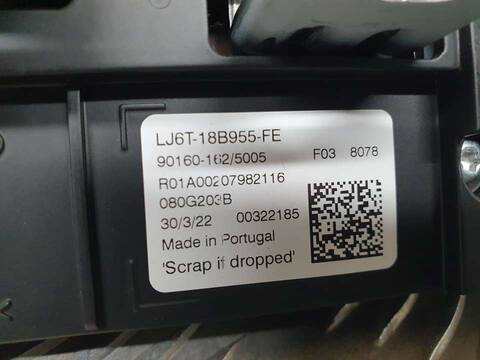 LJ6T-18B955-FE
90160-162/5005 F03 8078
R01A00207982116
080G203B
30/3/22 00322185
Made in Portugal
'Scrap if dropped'